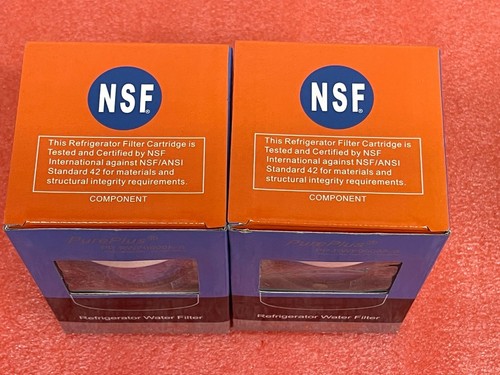 NSF®
This Refrigerator Filter Cartridge is
Tested and Certified by NSF
International against NSF/ANSI
Standard 42 for materials and
structural integrity requirements.
COMPONENT
PurePlus®
Refrigerator Water Filter
NSF®
This Refrigerator Filter Cartridge is
Tested and Certified by NSF
International against NSF/ANSI
Standard 42 for materials and
structural integrity requirements.
COMPONENT
PurePlus®
Refrigerator Water Filter